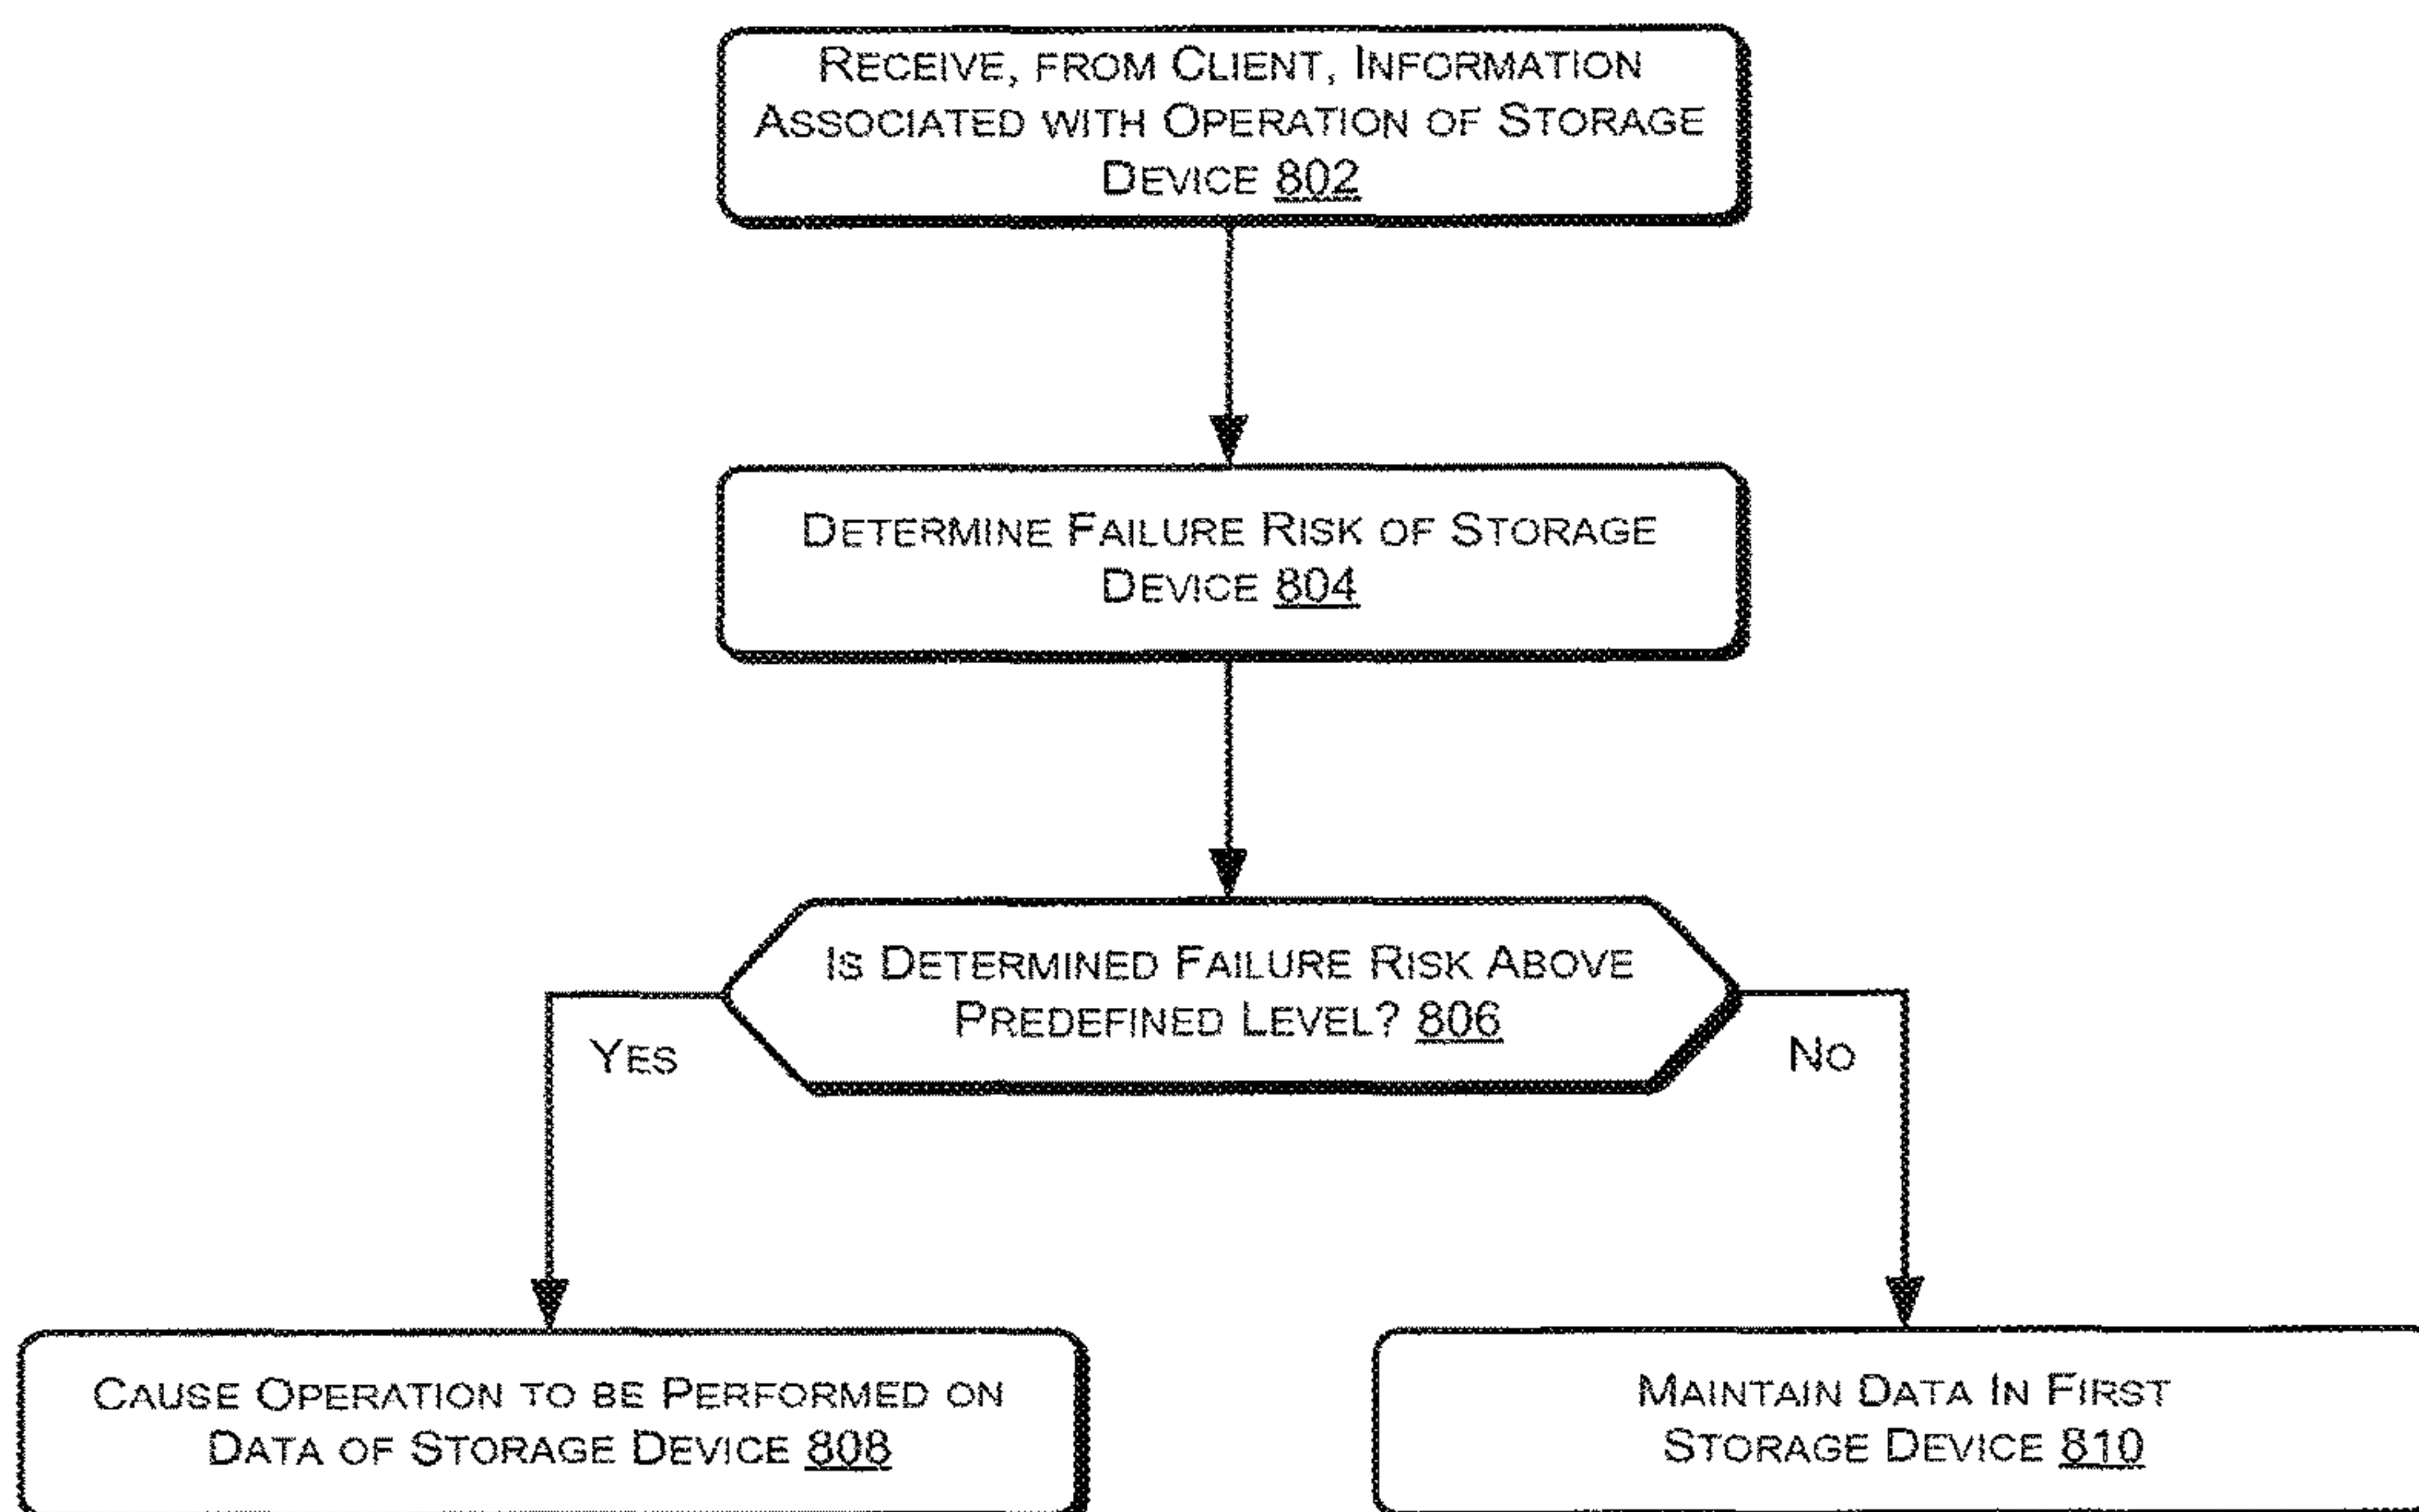 RECEIVE, FROM CLIENT, INFORMATION
ASSOCIATED WITH OPERATION OF STORAGE
DEVICE 802
DETERMINE FAILURE RISK OF STORAGE
DEVICE 804
IS DETERMINED FAILURE RISK ABOVE
PREDEFINED LEVEL? 806
YES
NO
CAUSE OPERATION TO BE PERFORMED ON
DATA OF STORAGE DEVICE 808
MAINTAIN DATA IN FIRST
STORAGE DEVICE 810